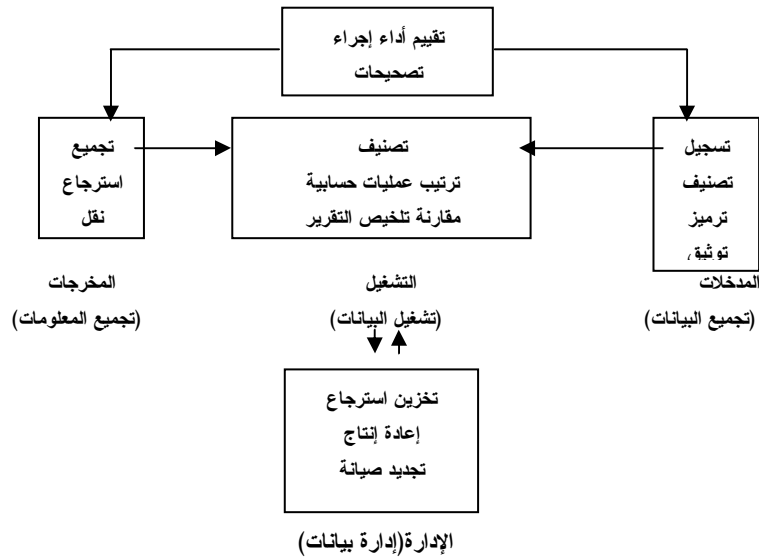 تقييم أداء إجراء
تصحيحات
تسجيل
تصنيف
ترميز
توثيق
المدخلات
(تجميع البيانات)
تصنيف
ترتيب عمليات حسابية
مقارنة تلخيص التقرير
التشغيل
(تشغيل البيانات)
تجميع
استرجاع
نقل
المخرجات
(تجميع المعلومات)
تخزين استرجاع
إعادة إنتاج
تجديد صيانة
الإدارة(إدارة بيانات)